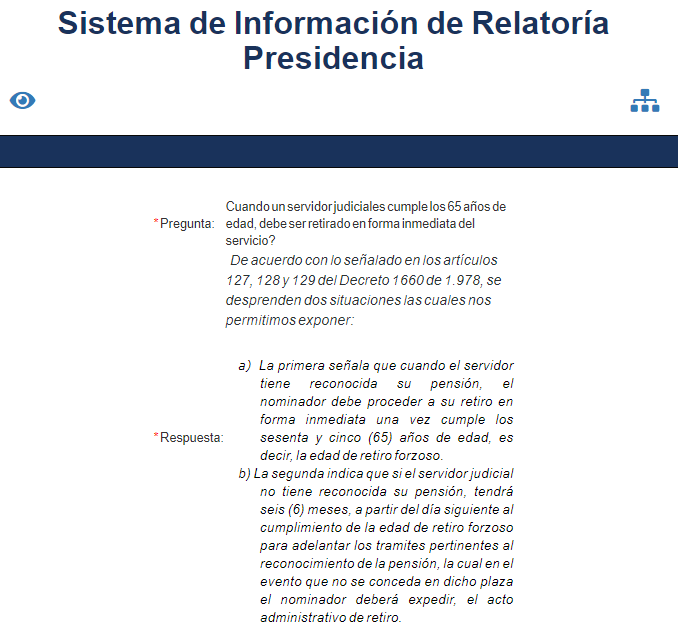 Sistema de Información de Relatoría
Presidencia
Cuando un servidor judiciales cumple los 65 años de
* Pregunta: edad, debe ser retirado en forma inmediata del
servicio?
De acuerdo con lo señalado en los artículos
127, 128 y 129 del Decreto 1660 de 1.978, se
desprenden dos situaciones las cuales nos
permitimos exponer:
a) La primera señala que cuando el servidor
tiene reconocida su pensión, el
nominador debe proceder a su retiro en
forma inmediata una vez cumple los
* Respuesta: sesenta y cinco (65) años de edad, es
decir, la edad de retiro forzoso.
b) La segunda indica que si el servidor judicial
no tiene reconocida su pensión, tendrá
seis (6) meses, a partir del día siguiente al
cumplimiento de la edad de retiro forzoso
para adelantar los tramites pertinentes al
reconocimiento de la pensión, la cual en el
evento que no se conceda en dicho plaza
el nominador deberá expedir, el acto
administrativo de retiro.